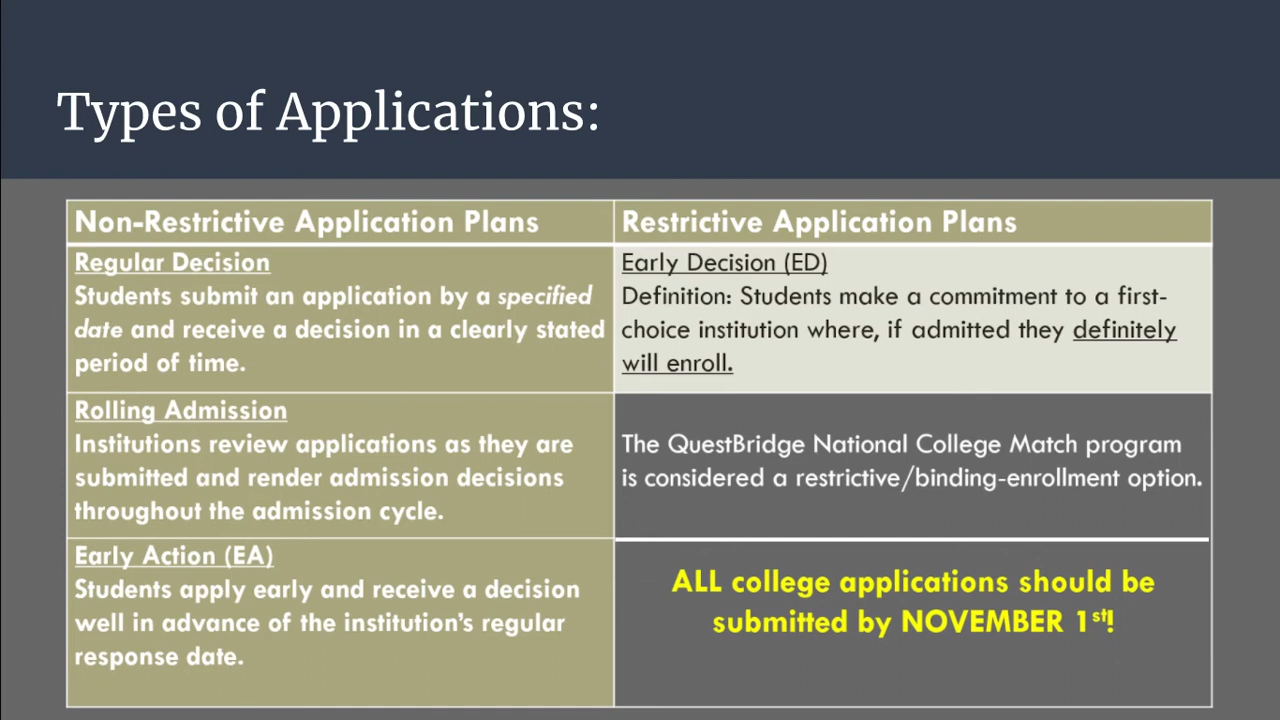 Types of Applications:
Non-Restrictive Application Plans
Restrictive Application Plans
Regular Decision
Students submit an application by a specified
date and receive a decision in a clearly stated
period of time.
Early Decision (ED)
Definition: Students make a commitment to a first-
choice institution where, if admitted they definitely
will enroll.
Rolling Admission
Institutions review applications as they are
submitted and render admission decisions
throughout the admission cycle.
The QuestBridge National College Match program
is considered a restrictive/binding-enrollment option.
Early Action (EA)
Students apply early and receive a decision
well in advance of the institution’s regular
response date.
ALL college applications should be
submitted by NOVEMBER 1st!